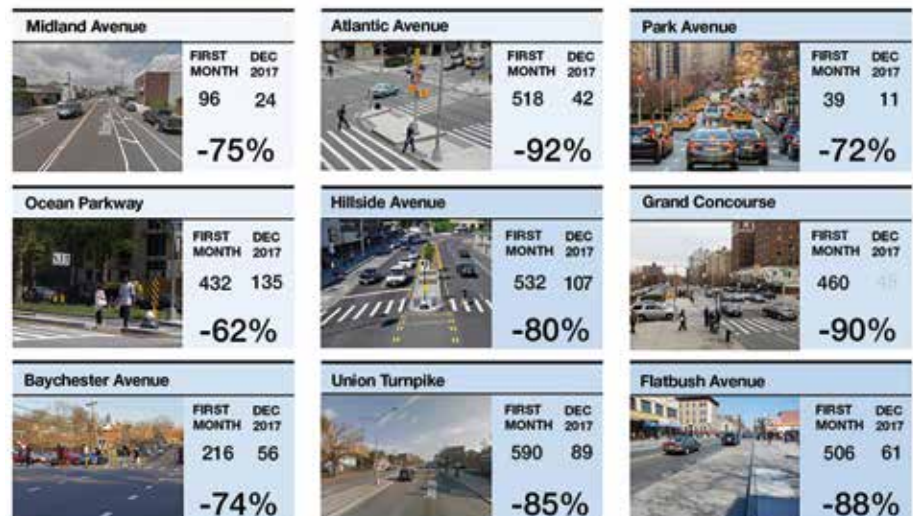 Midland Avenue
FIRST MONTH DEC 2017
96 24
-75%
Atlantic Avenue
FIRST MONTH DEC 2017
518 42
-92%
Park Avenue
FIRST MONTH DEC 2017
39 11
-72%
Ocean Parkway
FIRST MONTH DEC 2017
432 135
-62%
Hillside Avenue
FIRST MONTH DEC 2017
532 107
-80%
Grand Concourse
FIRST MONTH DEC 2017
460
-90%
Baychester Avenue
FIRST MONTH DEC 2017
216 56
-74%
Union Turnpike
FIRST MONTH DEC 2017
590 89
-85%
Flatbush Avenue
FIRST MONTH DEC 2017
506 61
-88%